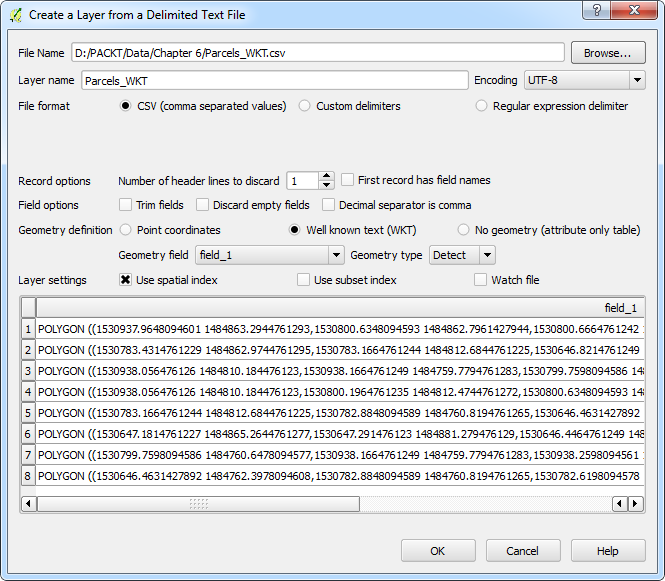 Create a Layer from a Delimited Text File
File Name D:/PACKT/Data/Chapter 6/Parcels_WKT.csv Browse...
Layer name Parcels_WKT Encoding UTF-8
File format CSV (comma separated values) Custom delimiters Regular expression delimiter
Record options Number of header lines to discard 1 First record has field names
Field options Trim fields Discard empty fields Decimal separator is comma
Geometry definition Point coordinates Well known text (WKT) No geometry (attribute only table)
Geometry field field_1 Geometry type Detect
Layer settings Use spatial index Use subset index Watch file
field_1
1 POLYGON ((1530937.9648094601 1484863.2944761293,1530800.6348094593 1484862.7961427944,1530800.6664761242
2 POLYGON ((1530783.4314761229 1484862.9744761295,1530783.1664761244 1484812.6844761225,1530646.8214761249
3 POLYGON ((1530938.056476126 1484810.184476123,1530938.1664761249 1484759.7794761283,1530799.7598094586 148
4 POLYGON ((1530938.056476126 1484810.184476123,1530800.1964761235 1484812.4744761272,1530800.6348094593 148
5 POLYGON ((1530783.1664761244 1484812.6844761225,1530782.8848094589 1484760.8194761265,1530646.4631427892
6 POLYGON ((1530647.1814761227 1484865.2644761277,1530647.291476123 1484881.279476129,1530646.4464761249 148
7 POLYGON ((1530799.7598094586 1484760.6478094577,1530938.1664761249 1484759.7794761283,1530938.2598094561
8 POLYGON ((1530646.4631427892 1484762.3978094608,1530782.8848094589 1484760.8194761265,1530782.6198094578
OK Cancel Help